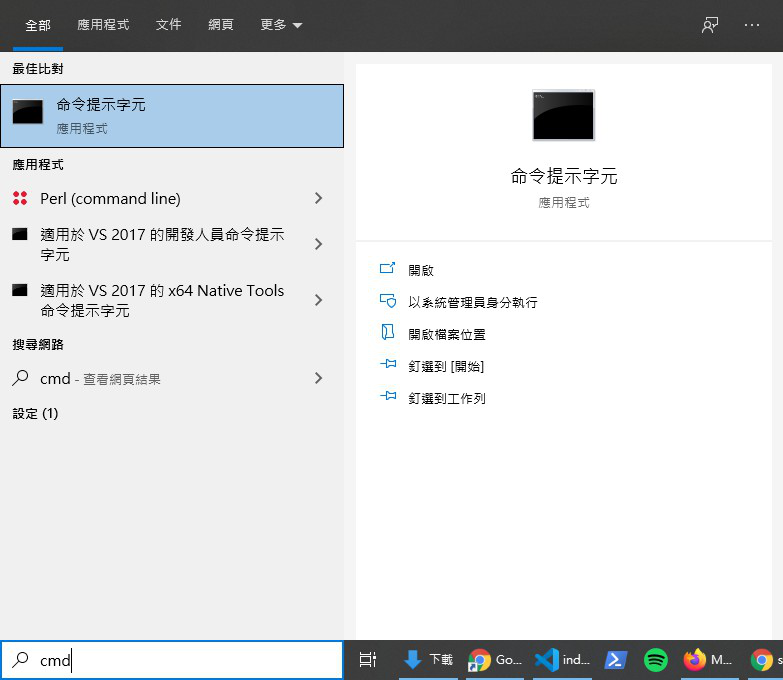 全部 應用程式 文件 網頁 更多
最佳比對
命令提示字元
應用程式
應用程式
Perl (command line)
適用於 VS 2017 的開發人員命令提示
字元
適用於 VS 2017 的 x64 Native Tools
命令提示字元
搜尋網路
cmd - 查看網頁結果
設定 (1)
命令提示字元
應用程式
開啟
以系統管理員身分執行
開啟檔案位置
釘選到 [開始]
釘選到工作列
cmd
下載 Go... ind... M... s